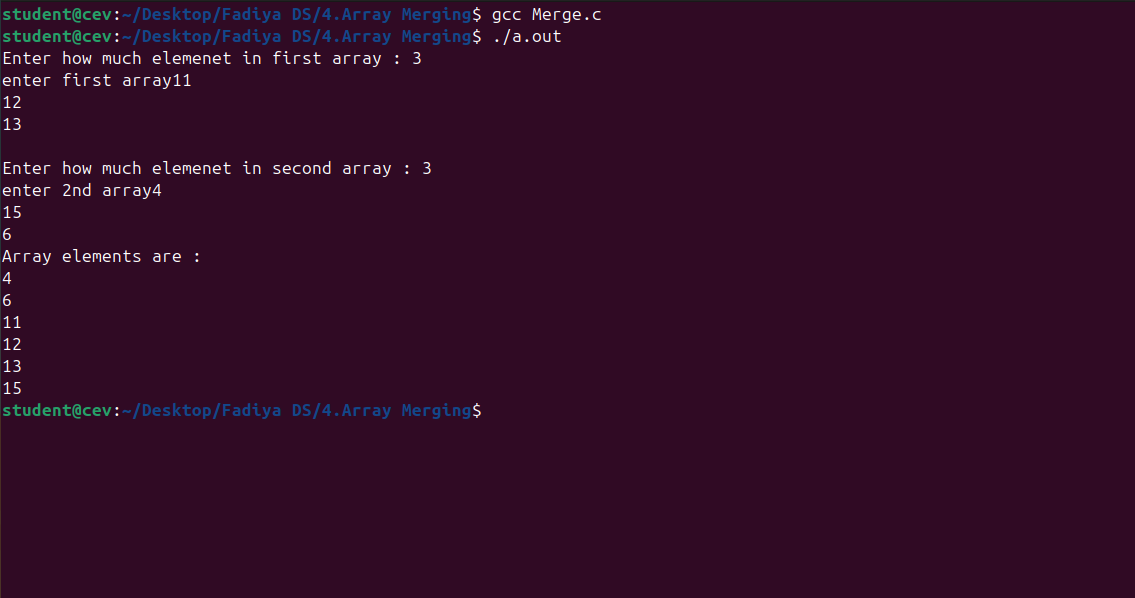 student@cev:~/Desktop/Fadiya DS/4.Array Merging$ gcc Merge.c
student@cev:~/Desktop/Fadiya DS/4.Array Merging$ ./a.out
Enter how much elemenet in first array : 3
enter first array11
12
13
Enter how much elemenet in second array : 3
enter 2nd array4
15
6
Array elements are :
4
6
11
12
13
15
student@cev:~/Desktop/Fadiya DS/4.Array Merging$